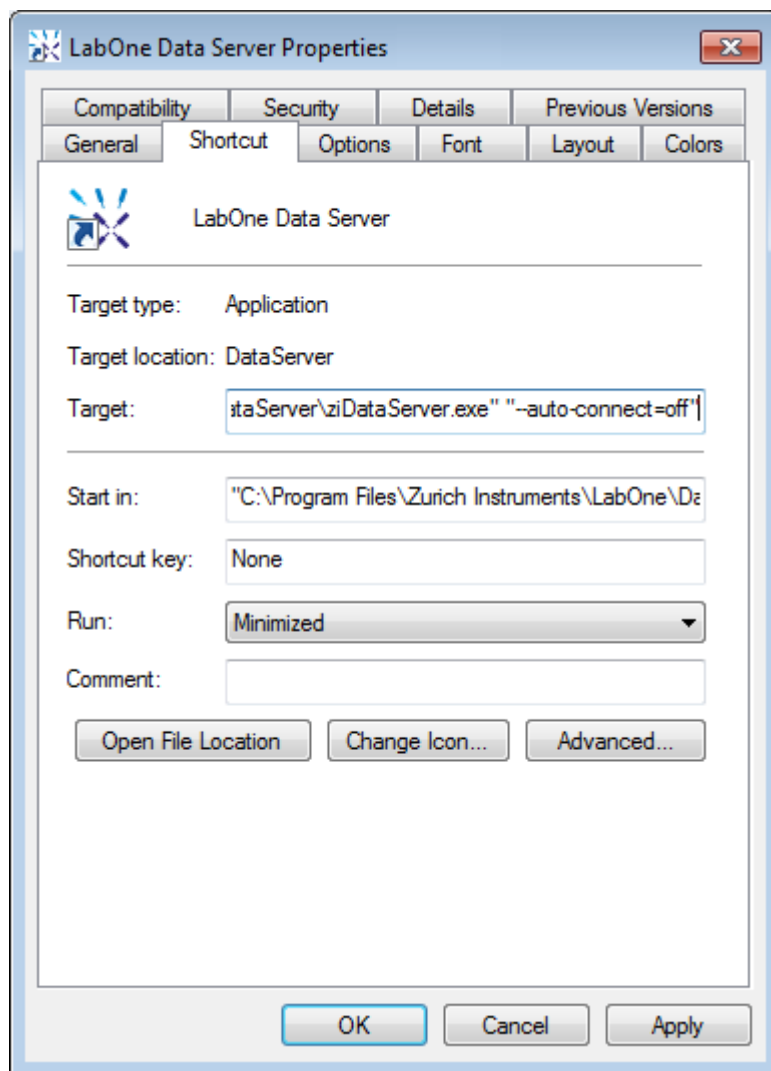 LabOne Data Server Properties
Compatibility Security Details Previous Versions
General Shortcut Options Font Layout Colors
LabOne Data Server
Target type: Application
Target location: DataServer
Target: ataServer\ziDataServer.exe" "--auto-connect=off"
Start in: "C:\Program Files\Zurich Instruments\LabOne\Da
Shortcut key: None
Run: Minimized
Comment:
Open File Location Change Icon... Advanced...
OK Cancel Apply